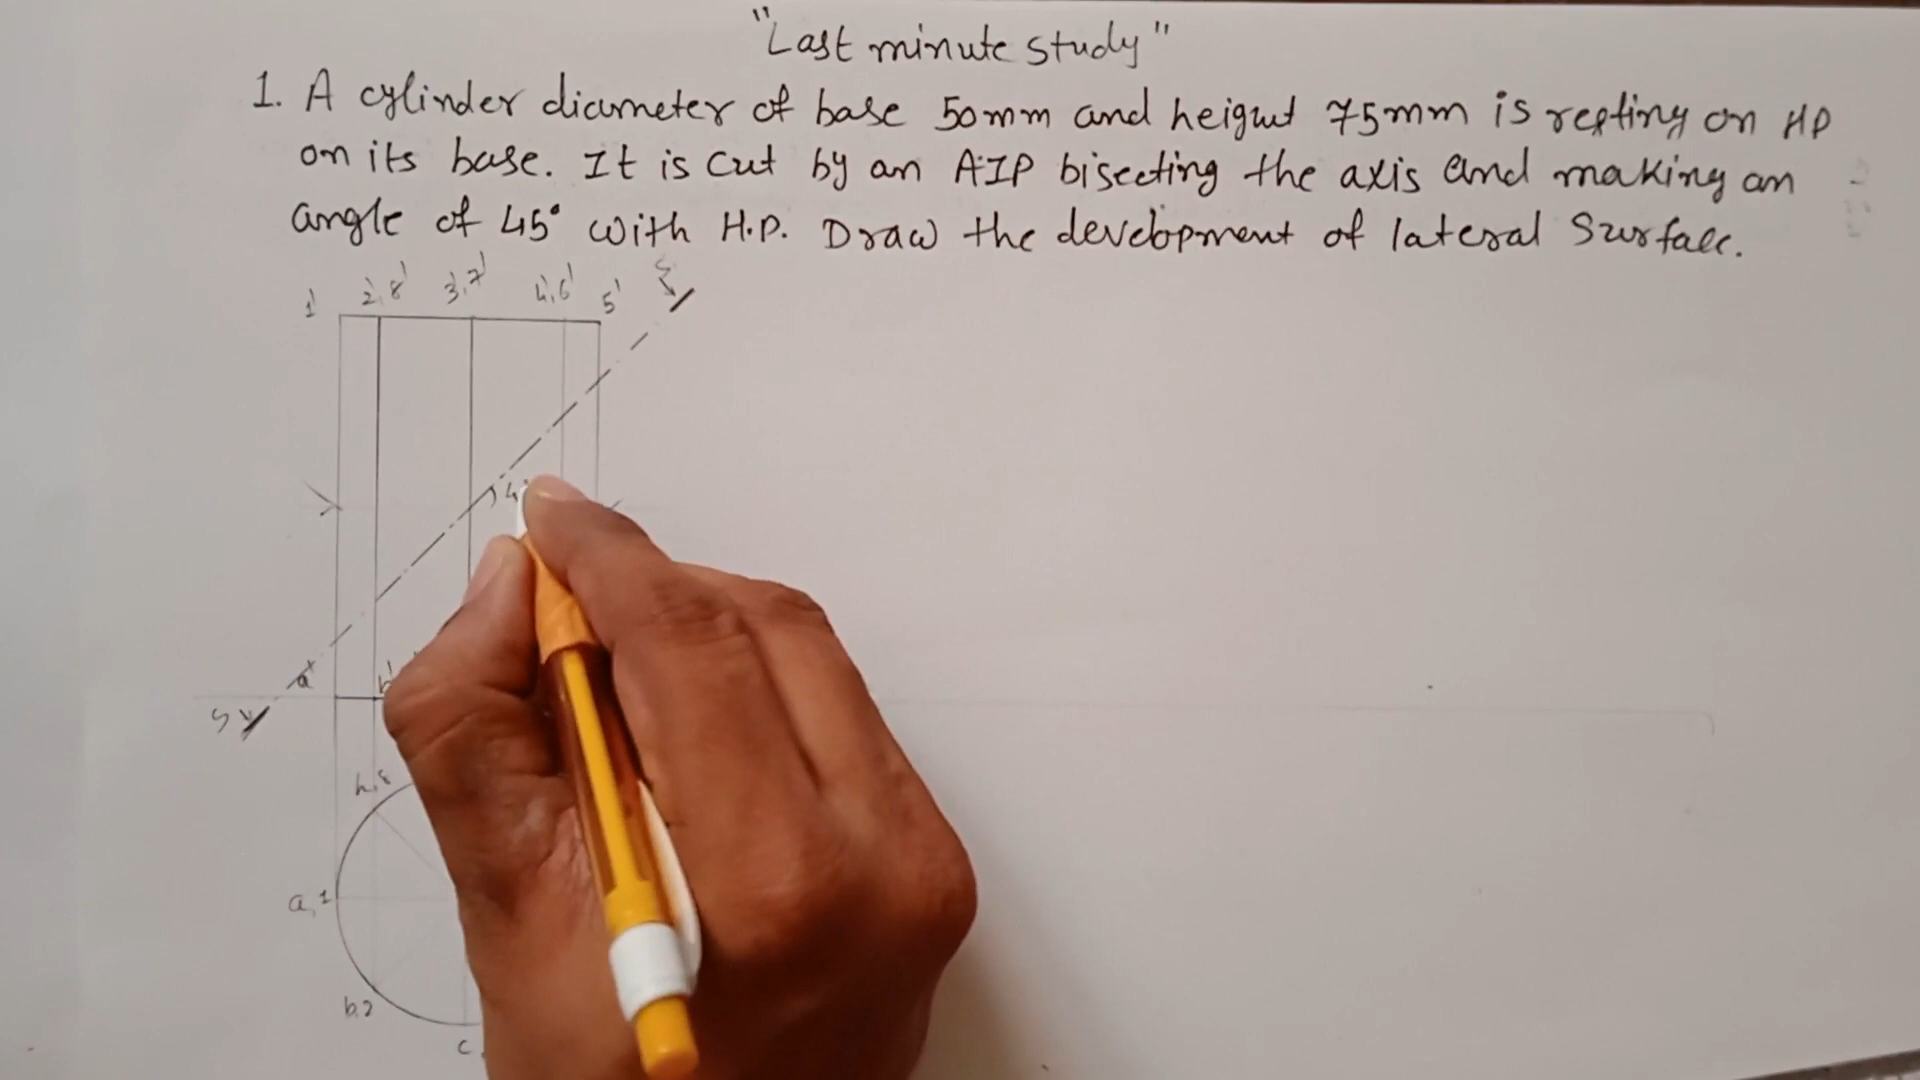 "Last minute study"
1. A cylinder diameter of base 50mm and height 75mm is resting on HP
on its base. It is cut by an AIP bisecting the axis and making an
angle of 45° with H.P. Draw the development of lateral Surface.
1' 2',8' 3',7' 4',6' 5'
4
a' b'
h,8
a,1
b,2
c